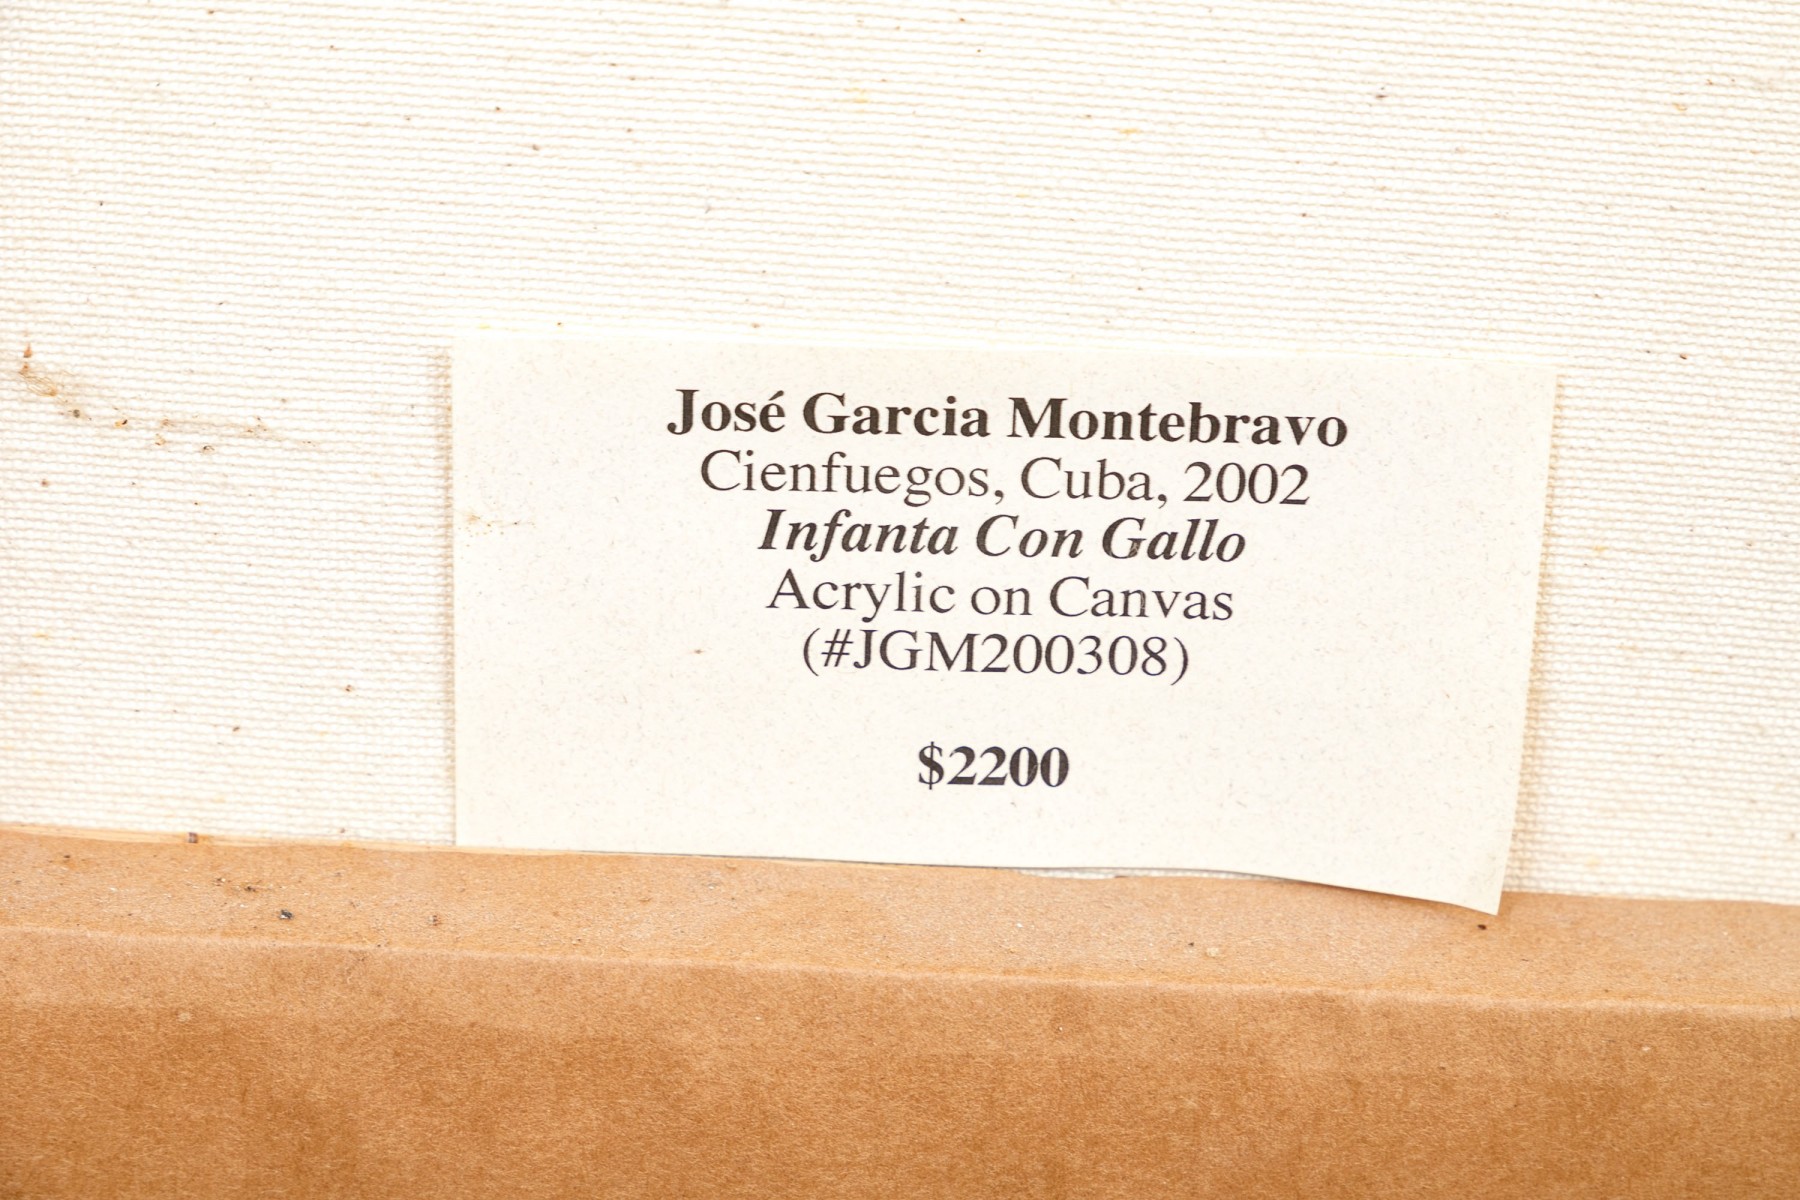 José Garcia Montebravo
Cienfuegos, Cuba, 2002
Infanta Con Gallo
Acrylic on Canvas
(#JGM200308)
$2200